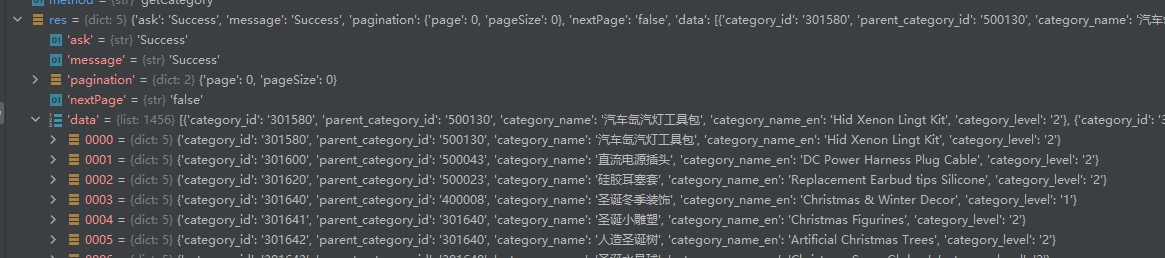 method = {str} 'getCategory'
res = {dict: 5} {'ask': 'Success', 'message': 'Success', 'pagination': {'page': 0, 'pageSize': 0}, 'nextPage': 'false', 'data': [{'category_id': '301580', 'parent_category_id': '500130', 'category_name': '汽车
'ask' = {str} 'Success'
'message' = {str} 'Success'
'pagination' = {dict: 2} {'page': 0, 'pageSize': 0}
'nextPage' = {str} 'false'
'data' = {list: 1456} [{'category_id': '301580', 'parent_category_id': '500130', 'category_name': '汽车氙汽灯工具包', 'category_name_en': 'Hid Xenon Lingt Kit', 'category_level': '2'}, {'category_id': '3
0000 = {dict: 5} {'category_id': '301580', 'parent_category_id': '500130', 'category_name': '汽车氙汽灯工具包', 'category_name_en': 'Hid Xenon Lingt Kit', 'category_level': '2'}
0001 = {dict: 5} {'category_id': '301600', 'parent_category_id': '500043', 'category_name': '直流电源插头', 'category_name_en': 'DC Power Harness Plug Cable', 'category_level': '2'}
0002 = {dict: 5} {'category_id': '301620', 'parent_category_id': '500023', 'category_name': '硅胶耳塞套', 'category_name_en': 'Replacement Earbud tips Silicone', 'category_level': '2'}
0003 = {dict: 5} {'category_id': '301640', 'parent_category_id': '400008', 'category_name': '圣诞冬季装饰', 'category_name_en': 'Christmas & Winter Decor', 'category_level': '1'}
0004 = {dict: 5} {'category_id': '301641', 'parent_category_id': '301640', 'category_name': '圣诞小雕塑', 'category_name_en': 'Christmas Figurines', 'category_level': '2'}
0005 = {dict: 5} {'category_id': '301642', 'parent_category_id': '301640', 'category_name': '人造圣诞树', 'category_name_en': 'Artificial Christmas Trees', 'category_level': '2'}